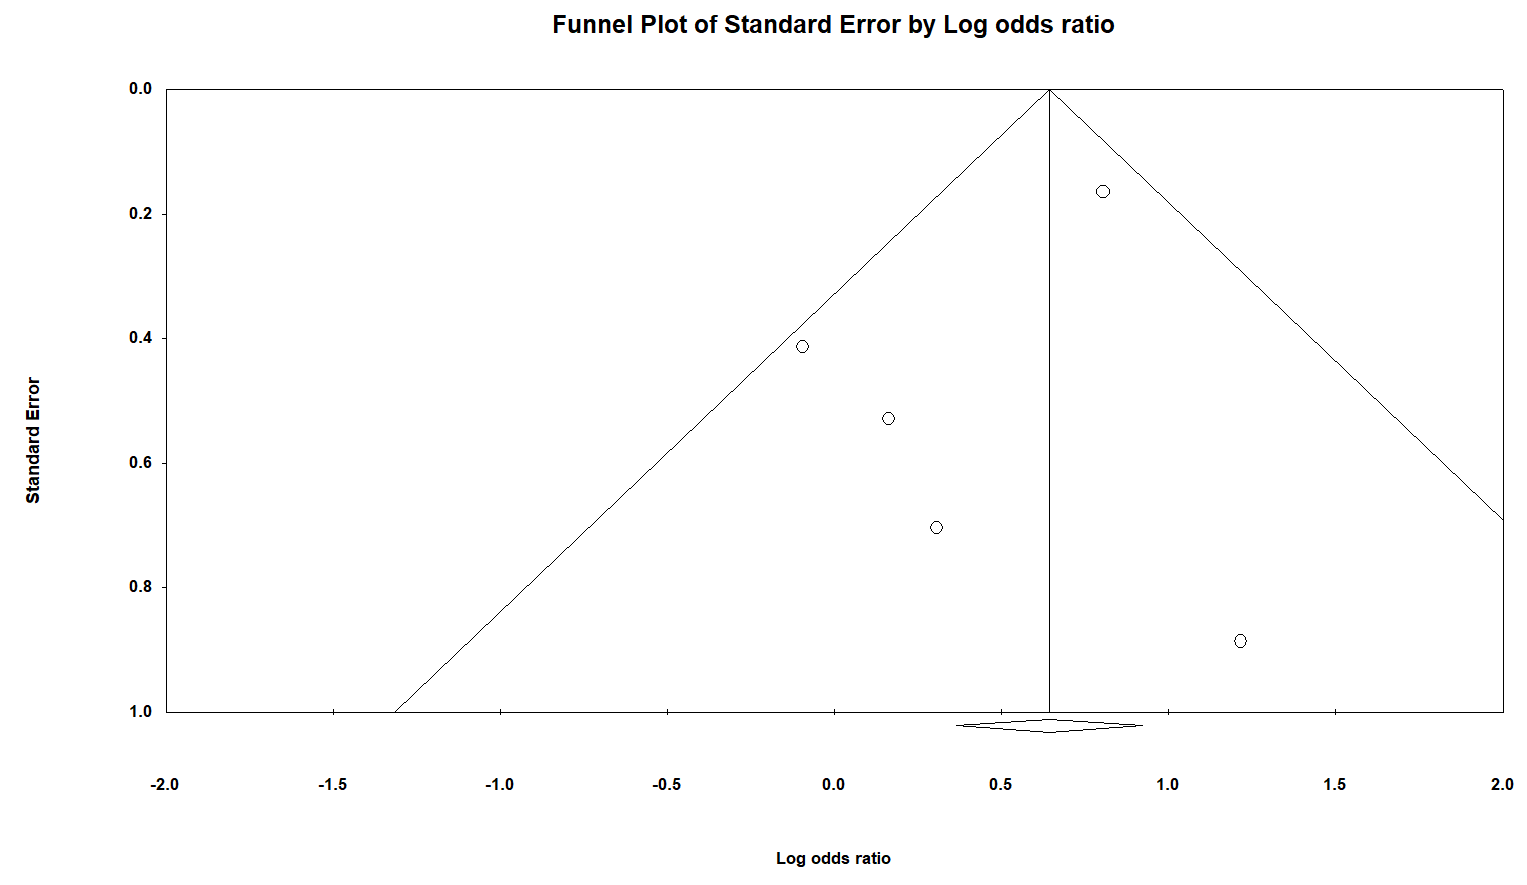 Funnel Plot of Standard Error by Log odds ratio
0.0
0.2
0.4
0.6
0.8
1.0
Standard Error
-2.0 -1.5 -1.0 -0.5 0.0 0.5 1.0 1.5 2.0
Log odds ratio